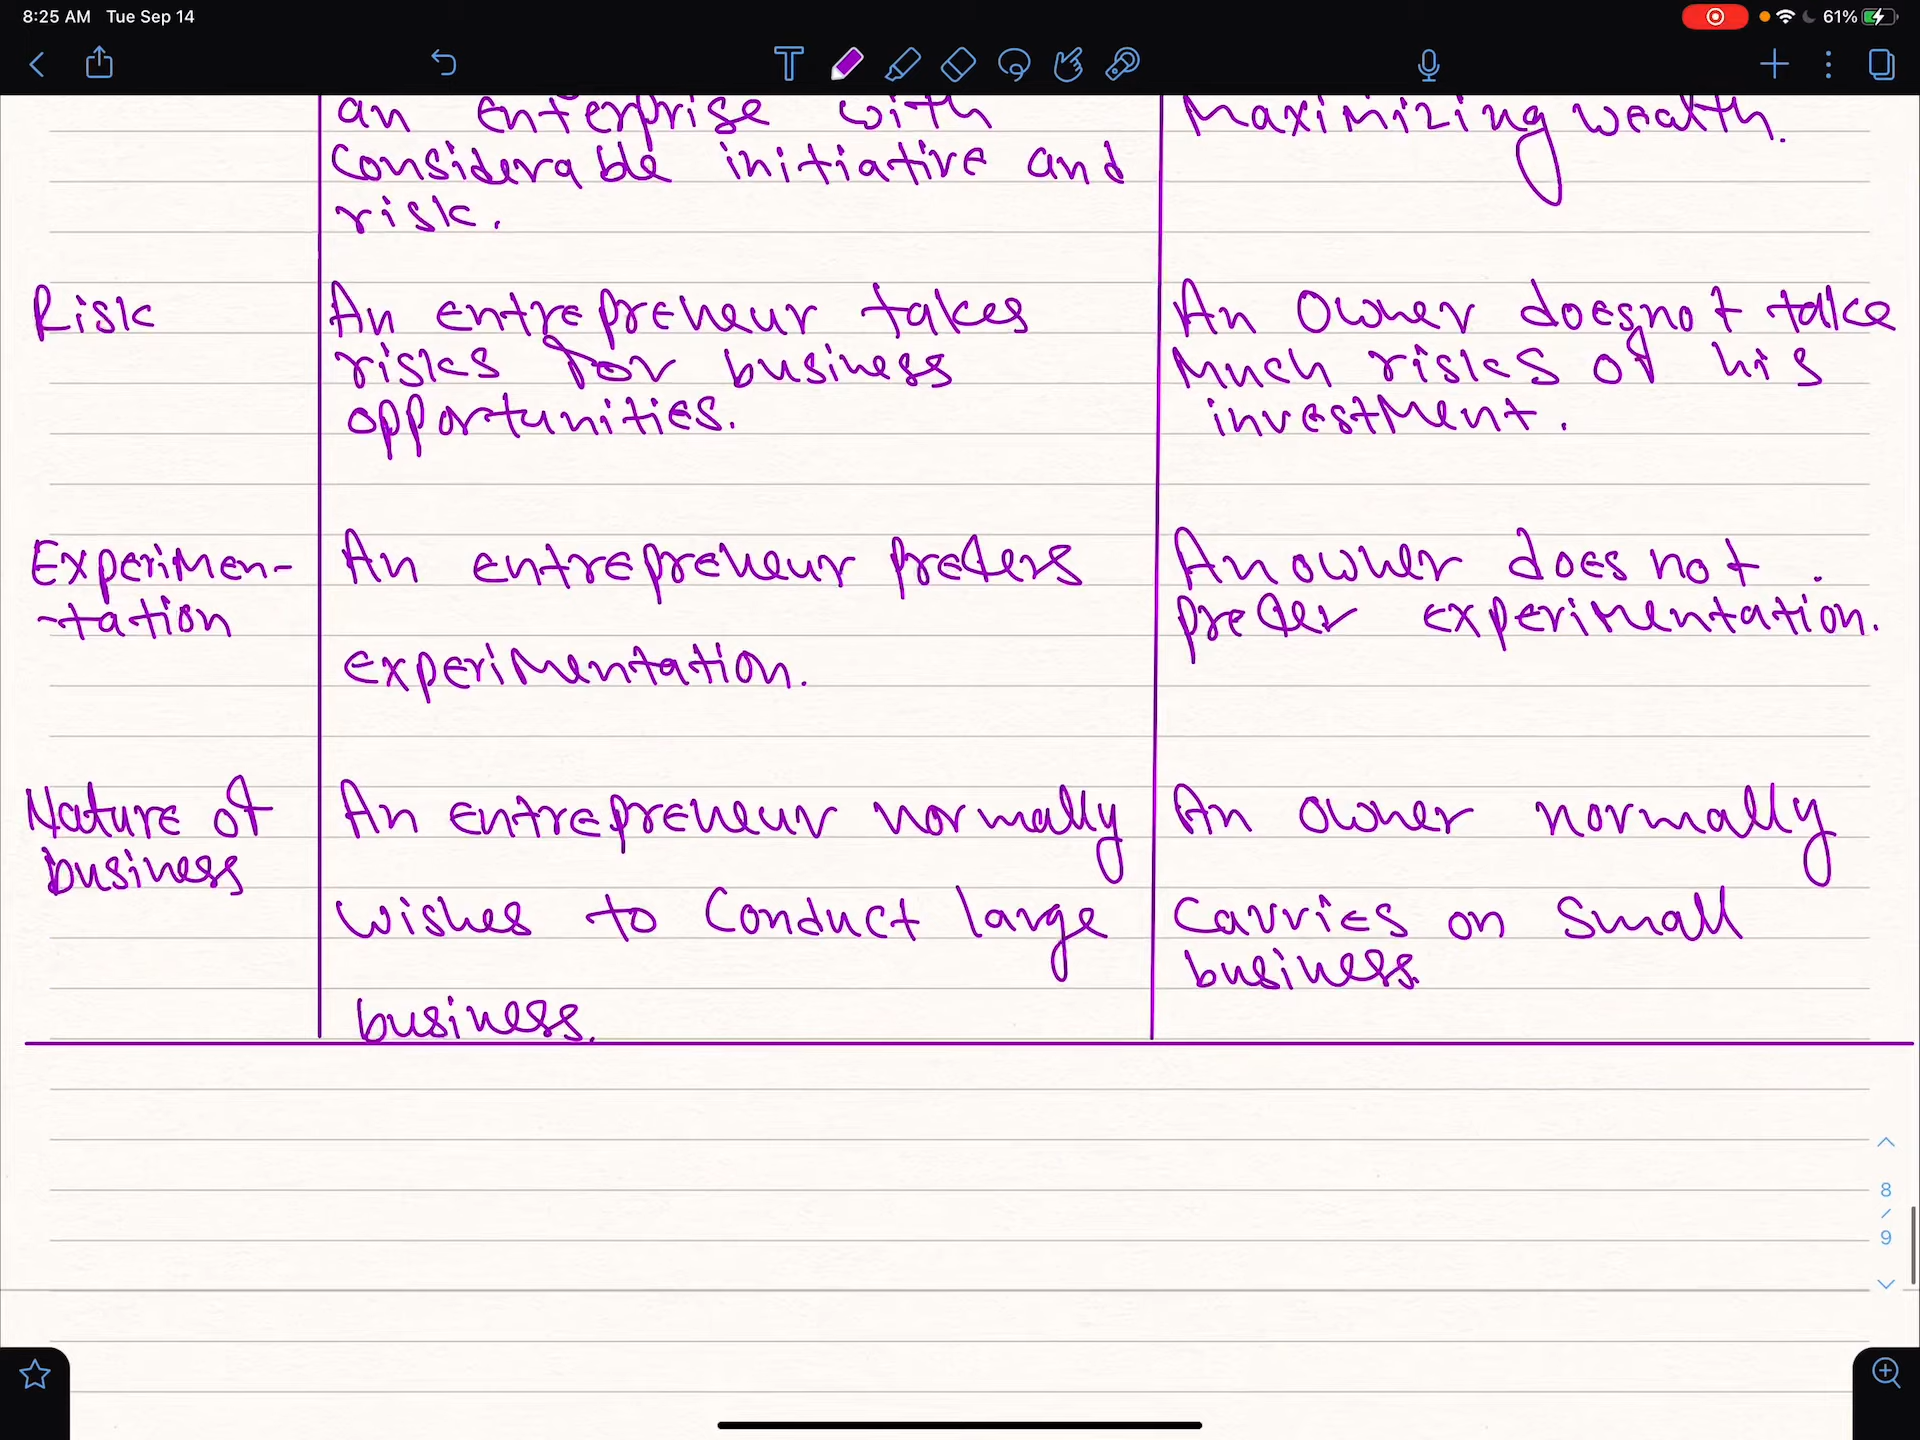 8:25 AM Tue Sep 14
61%
an enterprise with
considerable initiative and
risk.
Maximizing wealth.
Risk
An entrepreneur takes
risks for business
opportunities.
An Owner doesnot take
Much risks of his
investment.
Experimen-
-tation
An entrepreneur prefers
experimentation.
An owner does not
prefer experimentation.
Nature of
business
An entrepreneur normally
wishes to Conduct large
business.
An Owner normally
Carries on Small
business.
8
/
9